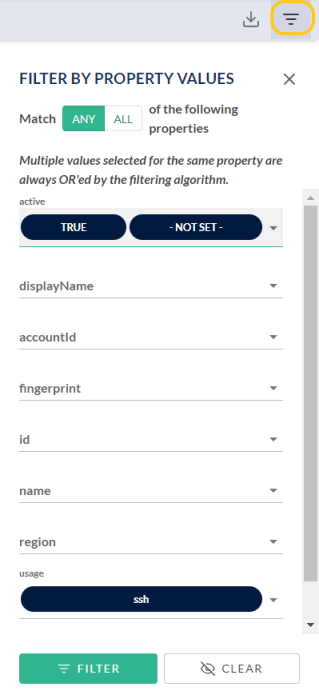 FILTER BY PROPERTY VALUES
Match ANY ALL of the following
properties
Multiple values selected for the same property are
always OR'ed by the filtering algorithm.
active
TRUE - NOT SET -
displayName
accountId
fingerprint
id
name
region
usage
ssh
FILTER CLEAR